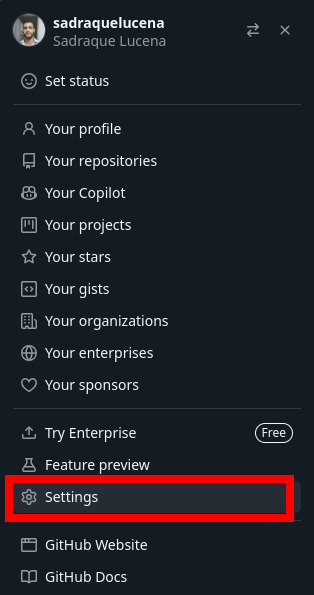 sadraquelucena
Sadraque Lucena
Set status
Your profile
Your repositories
Your Copilot
Your projects
Your stars
Your gists
Your organizations
Your enterprises
Your sponsors
Try Enterprise Free
Feature preview
Settings
GitHub Website
GitHub Docs